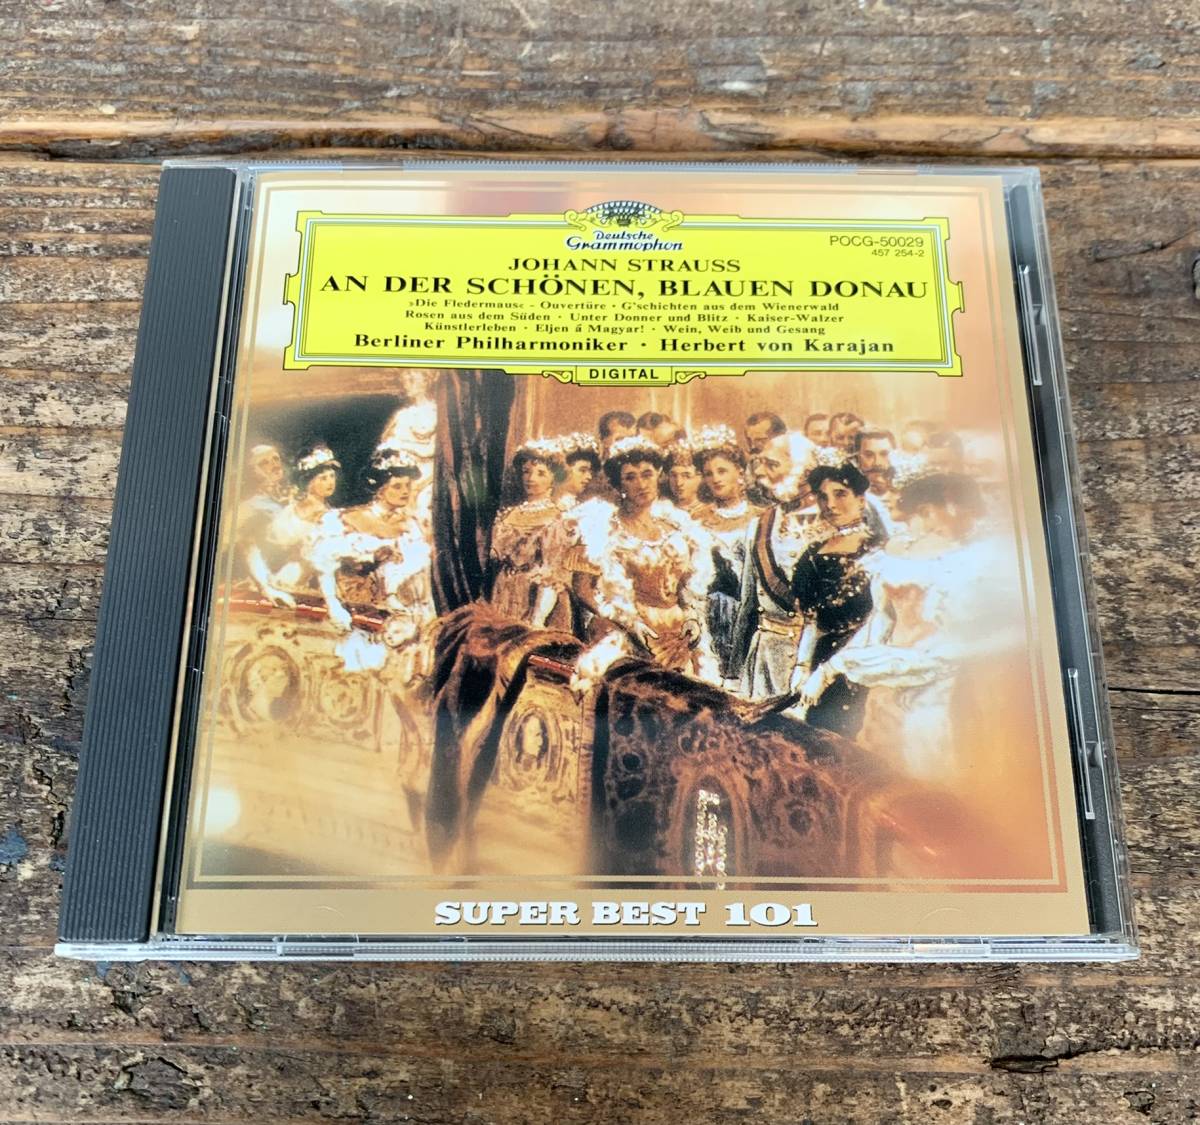 Deutsche
Grammophon
POCG-50029
457 254-2
JOHANN STRAUSS
AN DER SCHÖNEN, BLAUEN DONAU
»Die Fledermaus« - Ouvertüre · G'schichten aus dem Wienerwald
Rosen aus dem Süden · Unter Donner und Blitz · Kaiser-Walzer
Künstlerleben · Eljen á Magyar! · Wein, Weib und Gesang
Berliner Philharmoniker · Herbert von Karajan
DIGITAL
SUPER BEST 101